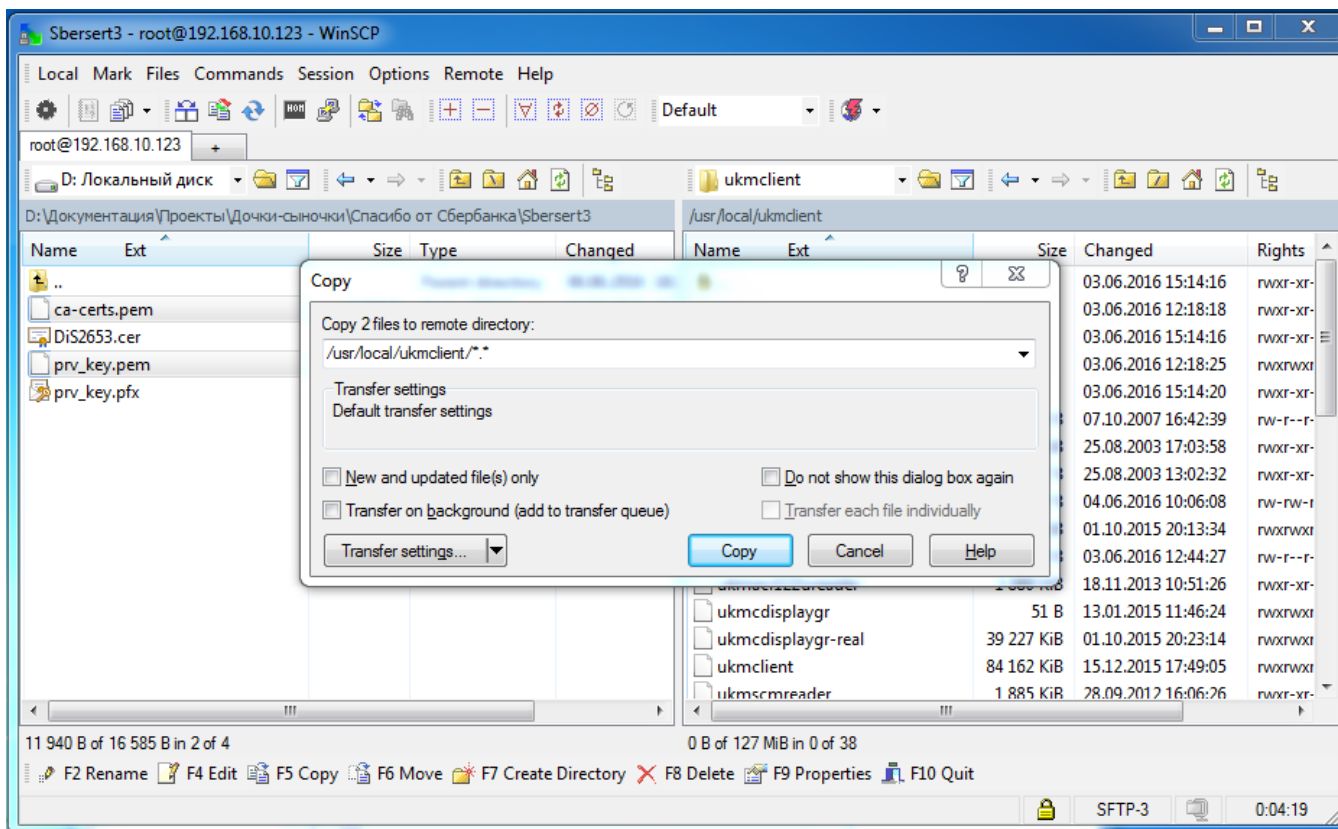 Sbersert3 - root@192.168.10.123 - WinSCP
Local Mark Files Commands Session Options Remote Help
Default
root@192.168.10.123 +
D: Локальный диск
ukmclient
D:\Документация\Проекты\Дочки-сыночки\Спасибо от Сбербанка\Sbersert3
/usr/local/ukmclient
Name Ext Size Type Changed
Name Ext Size Changed Rights
..
ca-certs.pem
DiS2653.cer
prv_key.pem
prv_key.pfx
Copy
Copy 2 files to remote directory:
/usr/local/ukmclient/*.*
Transfer settings
Default transfer settings
New and updated file(s) only
Do not show this dialog box again
Transfer on background (add to transfer queue)
Transfer each file individually
Transfer settings...
Copy
Cancel
Help
03.06.2016 15:14:16 rwxr-xr-
03.06.2016 12:18:18 rwxr-xr-
03.06.2016 15:14:16 rwxr-xr-
03.06.2016 12:18:25 rwxrwxr
03.06.2016 15:14:20 rwxr-xr-
07.10.2007 16:42:39 rw-r--r-
25.08.2003 17:03:58 rwxr-xr-
25.08.2003 13:02:32 rwxr-xr-
04.06.2016 10:06:08 rw-rw-r
01.10.2015 20:13:34 rwxrwxr
03.06.2016 12:44:27 rw-r--r-
18.11.2013 10:51:26 rwxr-xr-
ukmcdisplaygr 51 B 13.01.2015 11:46:24 rwxrwxr
ukmcdisplaygr-real 39 227 KiB 01.10.2015 20:23:14 rwxrwxr
ukmclient 84 162 KiB 15.12.2015 17:49:05 rwxrwxr
ukmscmreader 1 885 KiB 28.09.2012 16:06:26 rwxr-xr-
11 940 B of 16 585 B in 2 of 4
0 B of 127 MiB in 0 of 38
F2 Rename F4 Edit F5 Copy F6 Move F7 Create Directory F8 Delete F9 Properties F10 Quit
SFTP-3 0:04:19